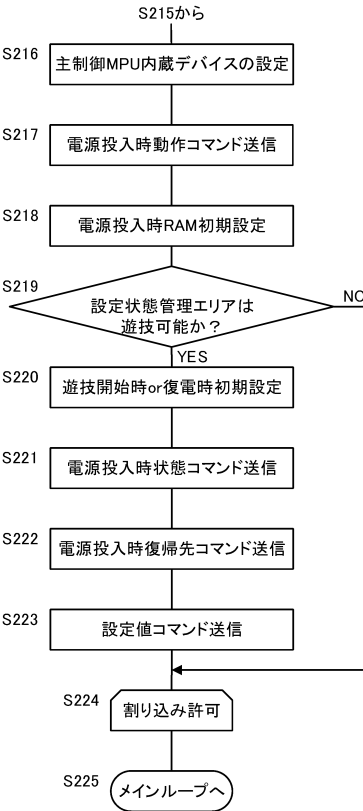 S215から
S216
主制御MPU内蔵デバイスの設定
S217
電源投入時動作コマンド送信
S218
電源投入時RAM初期設定
S219
設定状態管理エリアは
遊技可能か？
NO
YES
S220
遊技開始時or復電時初期設定
S221
電源投入時状態コマンド送信
S222
電源投入時復帰先コマンド送信
S223
設定値コマンド送信
S224
割り込み許可
S225
メインループへ